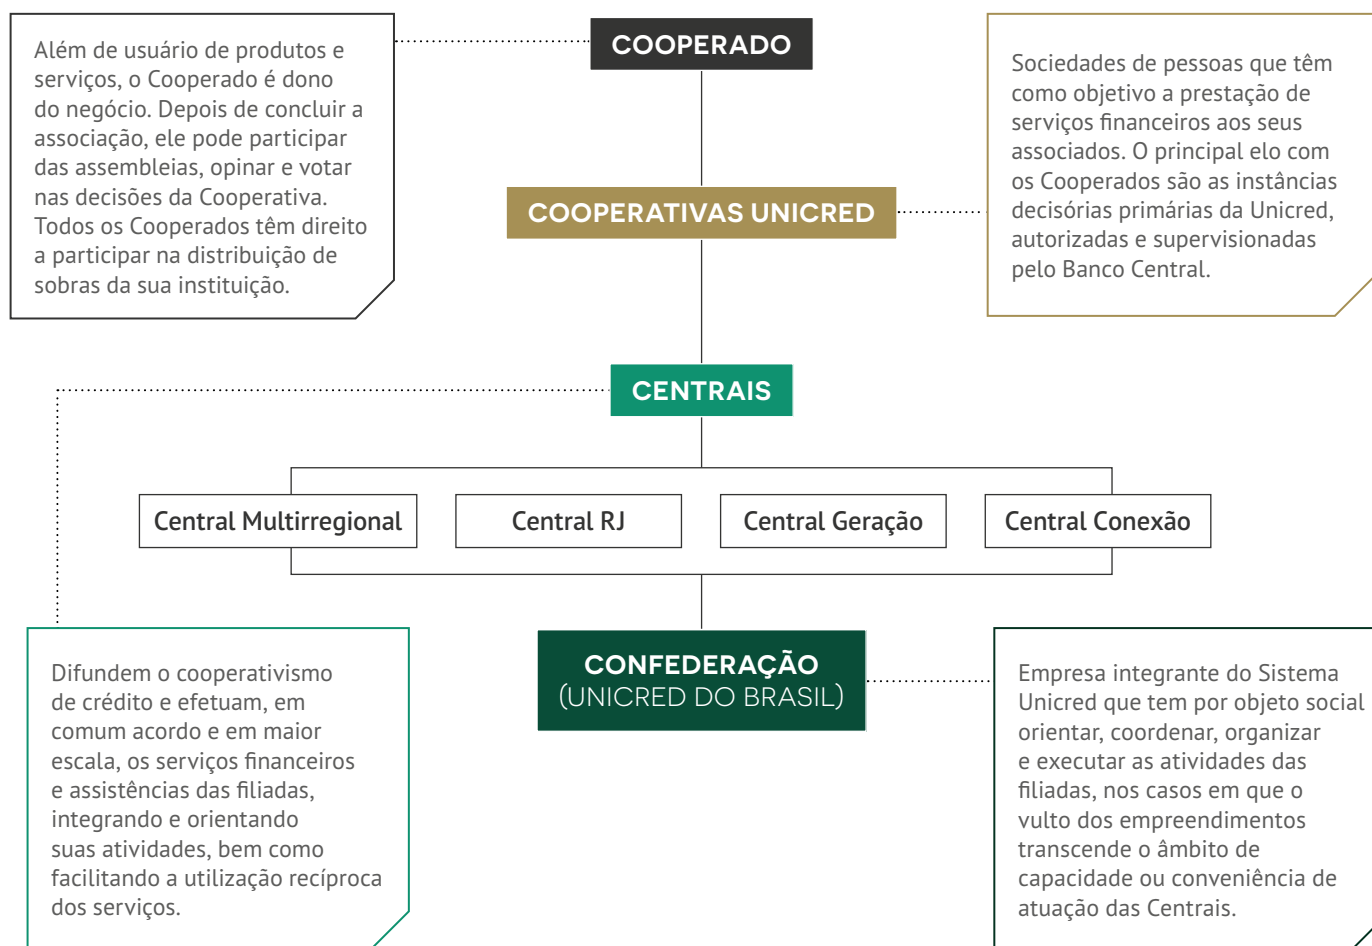 Além de usuário de produtos e
serviços, o Cooperado é dono
do negócio. Depois de concluir a
associação, ele pode participar
das assembleias, opinar e votar
nas decisões da Cooperativa.
Todos os Cooperados têm direito
a participar na distribuição de
sobras da sua instituição.
COOPERADO
Sociedades de pessoas que têm
como objetivo a prestação de
serviços financeiros aos seus
associados. O principal elo com
os Cooperados são as instâncias
decisórias primárias da Unicred,
autorizadas e supervisionadas
pelo Banco Central.
COOPERATIVAS UNICRED
CENTRAIS
Central Multirregional
Central RJ
Central Geração
Central Conexão
Difundem o cooperativismo
de crédito e efetuam, em
comum acordo e em maior
escala, os serviços financeiros
e assistências das filiadas,
integrando e orientando
suas atividades, bem como
facilitando a utilização recíproca
dos serviços.
CONFEDERAÇÃO
(UNICRED DO BRASIL)
Empresa integrante do Sistema
Unicred que tem por objeto social
orientar, coordenar, organizar
e executar as atividades das
filiadas, nos casos em que o
vulto dos empreendimentos
transcende o âmbito de
capacidade ou conveniência de
atuação das Centrais.